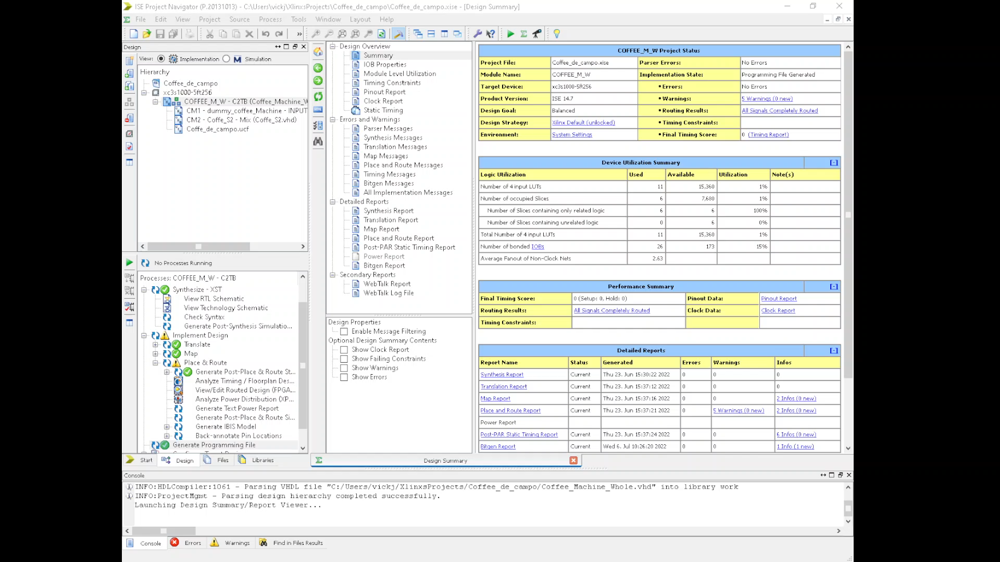 ISE Project Navigator (P.20131013) - C:\Users\vickj\XlinxsProjects\Coffee_de_campo\Coffee_de_campo.xise - [Design Summary]
File Edit View Project Source Process Tools Window Layout Help
Design
View: Implementation Simulation
Hierarchy
Coffee_de_campo
xc3s1000-5ft256
COFFEE_M_W - C2TB (Coffee_Machine_W
CM1 - dummy_coffee_Machine - INPUT
CM2 - Coffe_S2 - Mix (Coffe_S2.vhd)
Coffe_de_campo.ucf
No Processes Running
Processes: COFFEE_M_W - C2TB
Synthesize - XST
View RTL Schematic
View Technology Schematic
Check Syntax
Generate Post-Synthesis Simulatio...
Implement Design
Translate
Map
Place & Route
Generate Post-Place & Route St...
Analyze Timing / Floorplan Des...
View/Edit Routed Design (FPGA...
Analyze Power Distribution (XP...
Generate Text Power Report
Generate Post-Place & Route Si...
Generate IBIS Model
Back-annotate Pin Locations
Generate Programming File
Start Design Files Libraries
Design Overview
Summary
IOB Properties
Module Level Utilization
Timing Constraints
Pinout Report
Clock Report
Static Timing
Errors and Warnings
Parser Messages
Synthesis Messages
Translation Messages
Map Messages
Place and Route Messages
Timing Messages
Bitgen Messages
All Implementation Messages
Detailed Reports
Synthesis Report
Translation Report
Map Report
Place and Route Report
Post-PAR Static Timing Report
Power Report
Bitgen Report
Secondary Reports
WebTalk Report
WebTalk Log File
Design Properties
Enable Message Filtering
Optional Design Summary Contents
Show Clock Report
Show Failing Constraints
Show Warnings
Show Errors
COFFEE_M_W Project Status
Project File: Coffee_de_campo.xise Parser Errors: No Errors
Module Name: COFFEE_M_W Implementation State: Programming File Generated
Target Device: xc3s1000-5ft256 •Errors: No Errors
Product Version: ISE 14.7 •Warnings: 5 Warnings (0 new)
Design Goal: Balanced •Routing Results: All Signals Completely Routed
Design Strategy: Xilinx Default (unlocked) •Timing Constraints:
Environment: System Settings •Final Timing Score: 0 (Timing Report)
Device Utilization Summary [-]
Logic Utilization Used Available Utilization Note(s)
Number of 4 input LUTs 11 15,360 1%
Number of occupied Slices 6 7,680 1%
Number of Slices containing only related logic 6 6 100%
Number of Slices containing unrelated logic 0 6 0%
Total Number of 4 input LUTs 11 15,360 1%
Number of bonded IOBs 26 173 15%
Average Fanout of Non-Clock Nets 2.63
Performance Summary [-]
Final Timing Score: 0 (Setup: 0, Hold: 0) Pinout Data: Pinout Report
Routing Results: All Signals Completely Routed Clock Data: Clock Report
Timing Constraints:
Detailed Reports [-]
Report Name Status Generated Errors Warnings Infos
Synthesis Report Current Thu 23. Jun 15:30:22 2022 0 0 0
Translation Report Current Thu 23. Jun 15:37:12 2022 0 0 0
Map Report Current Thu 23. Jun 15:37:16 2022 0 0 2 Infos (0 new)
Place and Route Report Current Thu 23. Jun 15:37:21 2022 0 5 Warnings (0 new) 2 Infos (0 new)
Power Report
Post-PAR Static Timing Report Current Thu 23. Jun 15:37:24 2022 0 0 6 Infos (0 new)
Bitgen Report Current Wed 6. Jul 10:26:20 2022 0 0 1 Info (1 new)
Design Summary
Console
INFO:HDLCompiler:1061 - Parsing VHDL file "C:/Users/vickj/XlinxsProjects/Coffee_de_campo/Coffee_Machine_Whole.vhd" into library work
INFO:ProjectMgmt - Parsing design hierarchy completed successfully.
Launching Design Summary/Report Viewer...
Console Errors Warnings Find in Files Results